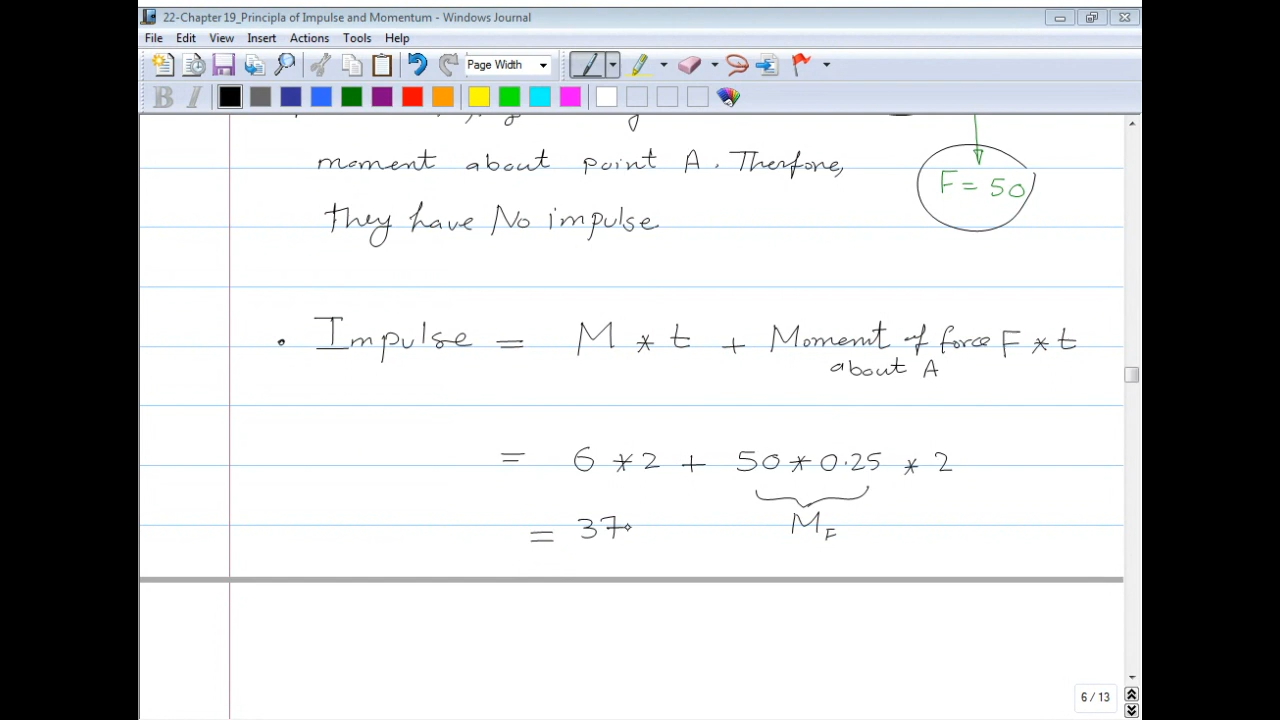 22-Chapter 19_Principla of Impulse and Momentum - Windows Journal
File Edit View Insert Actions Tools Help
Page Width
B I
moment about point A. Therfore,
F = 50
they have No impulse
• Impulse = M * t + Moment of force F * t
about A
= 6 * 2 + 50 * 0.25 * 2
M_F
= 37
6 / 13